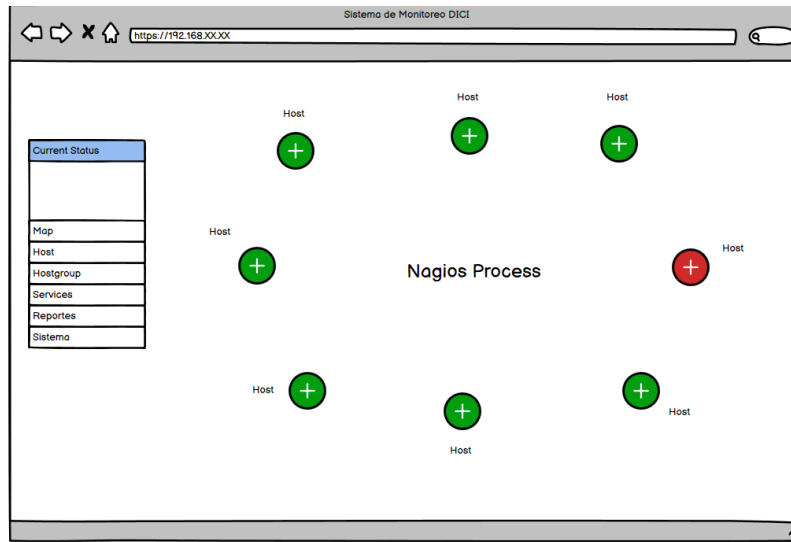 Sistema de Monitoreo DICI
https://192.168.XX.XX
Host
Host
Host
Current Status
Map
Host
Hostgroup
Services
Reportes
Sistema
Host
Host
Nagios Process
Host
Host
Host